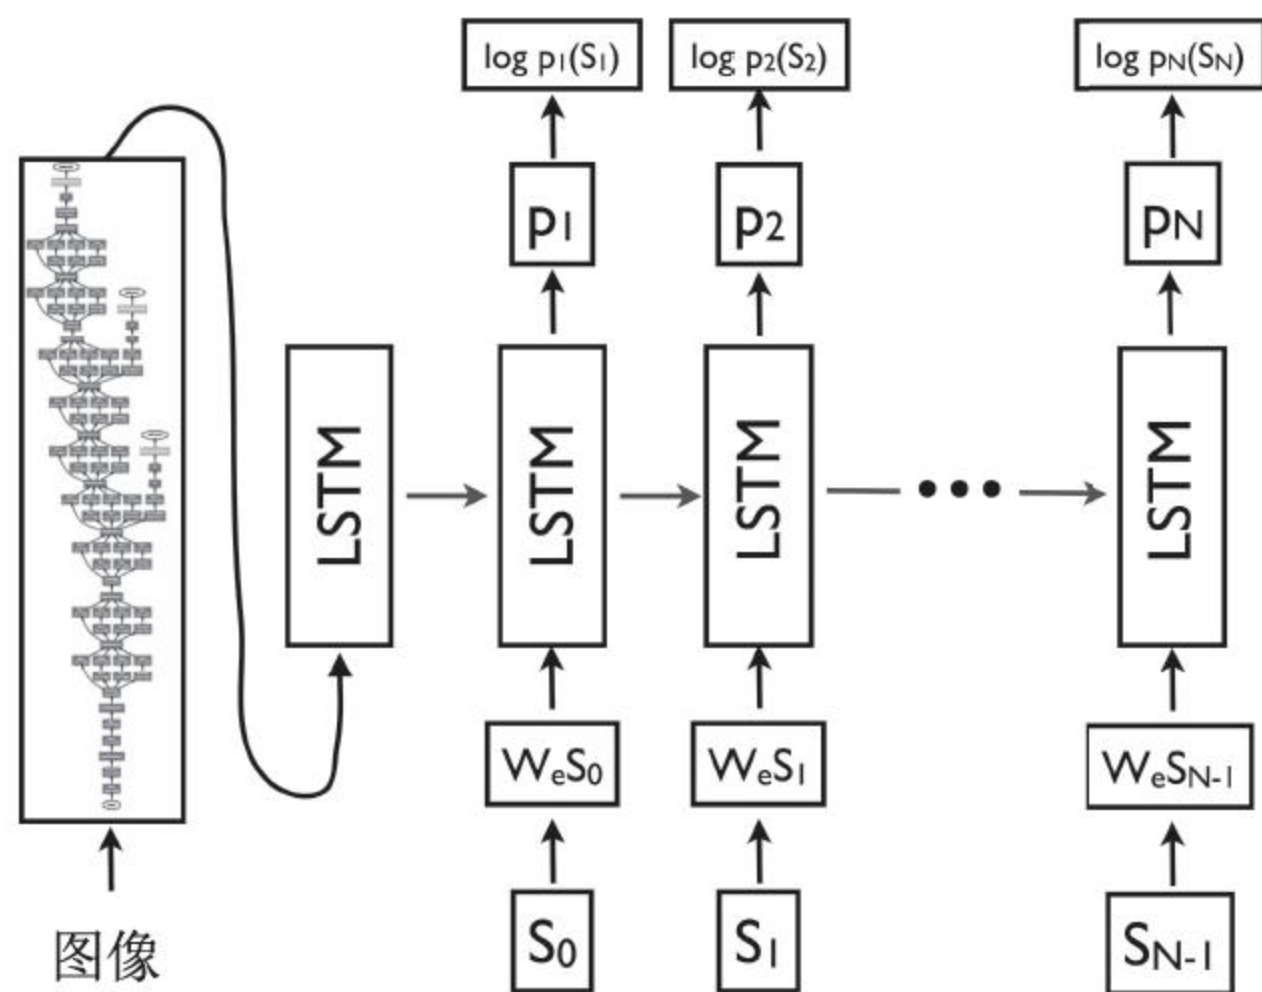 log p1(S1) log p2(S2) log pN(SN)
p1 p2 pN
LSTM LSTM LSTM LSTM
WeS0 WeS1 WeSN-1
S0 S1 SN-1
图像